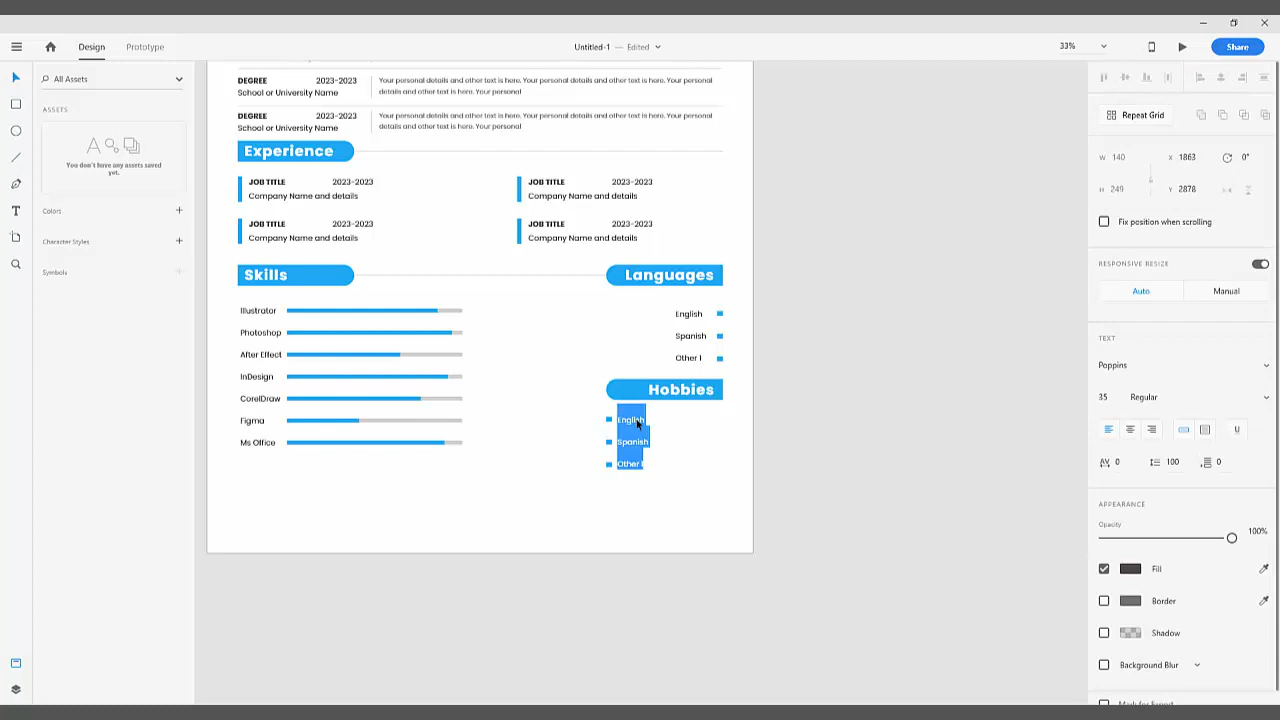 Design
Prototype
Untitled-1 — Edited
33%
Share
All Assets
ASSETS
You don't have any assets saved
yet.
Colors
Character Styles
Symbols
DEGREE 2023-2023
School or University Name
Your personal details and other text is here. Your personal details and other text is here. Your personal
details and other text is here. Your personal
DEGREE 2023-2023
School or University Name
Your personal details and other text is here. Your personal details and other text is here. Your personal
details and other text is here. Your personal
Experience
JOB TITLE 2023-2023
Company Name and details
JOB TITLE 2023-2023
Company Name and details
JOB TITLE 2023-2023
Company Name and details
JOB TITLE 2023-2023
Company Name and details
Skills
Languages
Illustrator
Photoshop
After Effect
InDesign
CorelDraw
Figma
Ms Office
English
Spanish
Other 1
Hobbies
English
Spanish
Other
Repeat Grid
W 140 X 1863 0°
H 249 Y 2878
Fix position when scrolling
RESPONSIVE RESIZE
Auto
Manual
TEXT
Poppins
35 Regular
0 100 0
APPEARANCE
Opacity
100%
Fill
Border
Shadow
Background Blur
Mark for Export